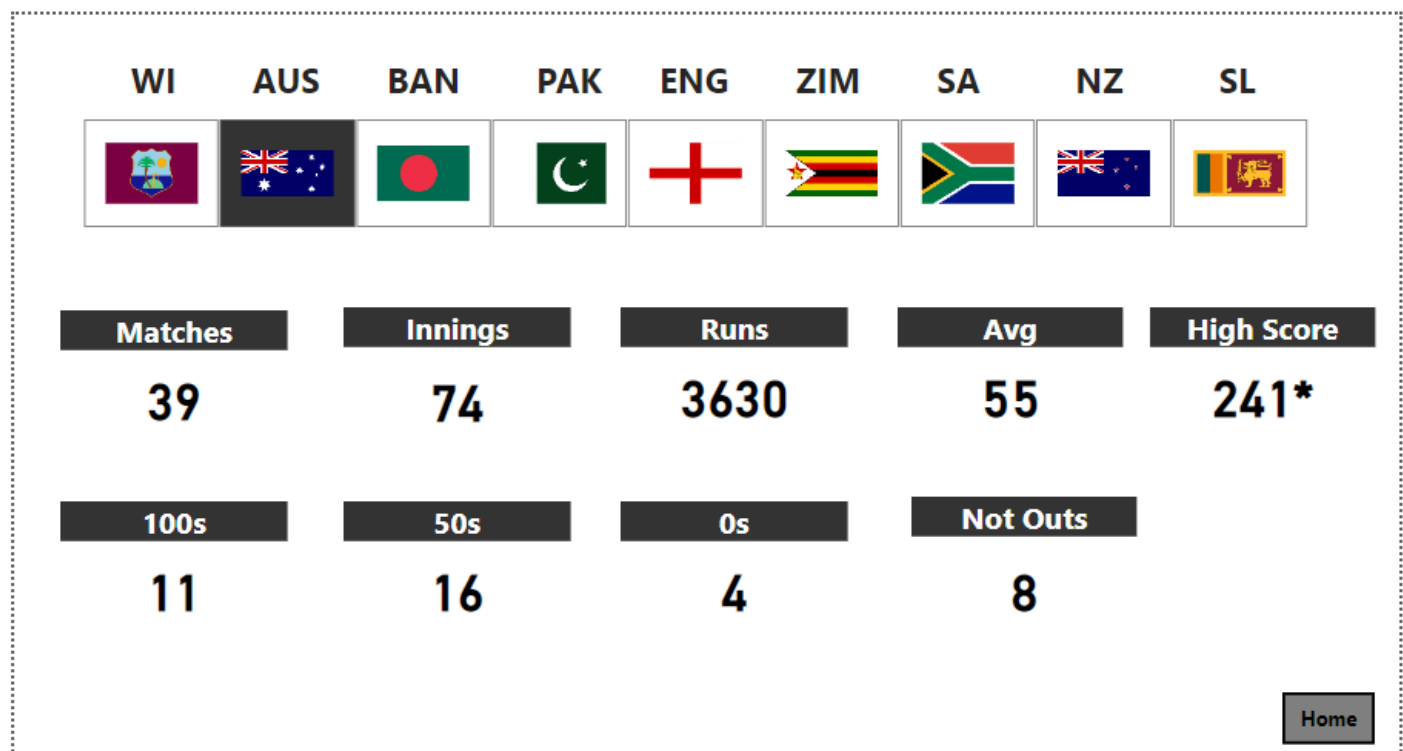 WI AUS BAN PAK ENG ZIM SA NZ SL
Matches Innings Runs Avg High Score
39 74 3630 55 241*
100s 50s 0s Not Outs
11 16 4 8
Home